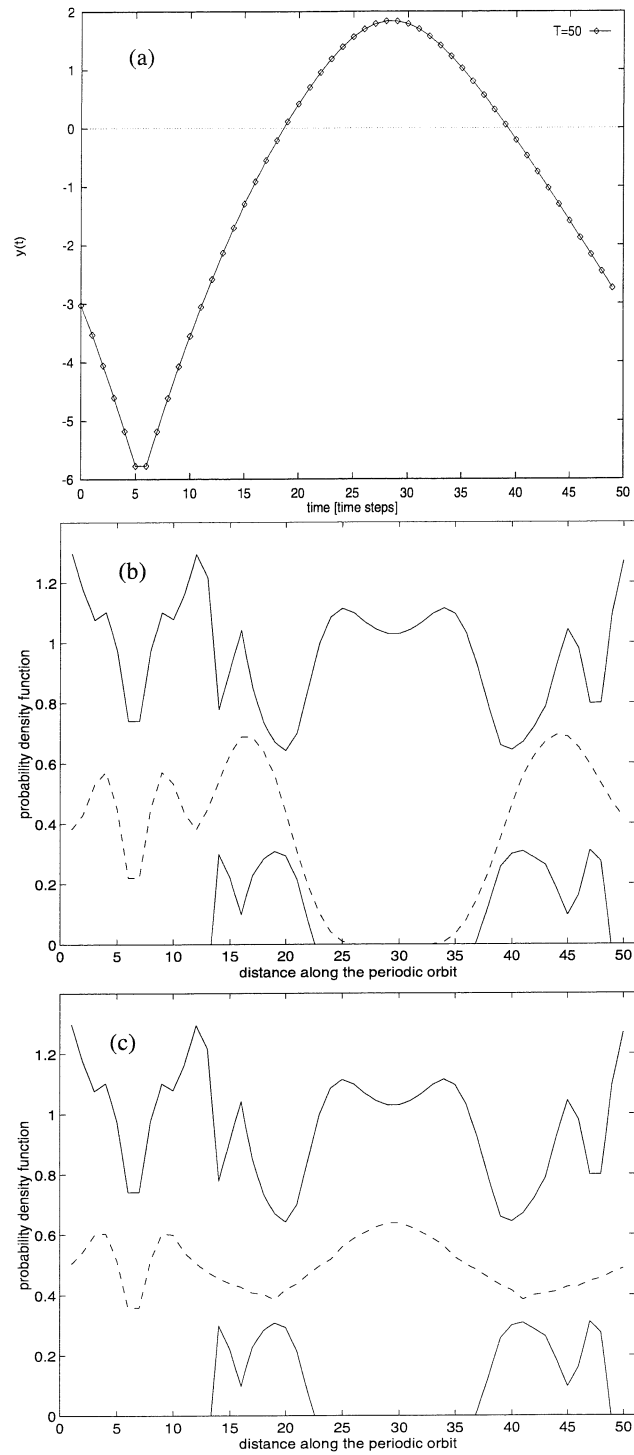 2
(a)
T=50
1
0
-1
y(t)
-2
-3
-4
-5
-6
0 5 10 15 20 25 30 35 40 45 50
time [time steps]
(b)
1.2
1
0.8
probability density function
0.6
0.4
0.2
0
0 5 10 15 20 25 30 35 40 45 50
distance along the periodic orbit
(c)
1.2
1
0.8
probability density function
0.6
0.4
0.2
0
0 5 10 15 20 25 30 35 40 45 50
distance along the periodic orbit